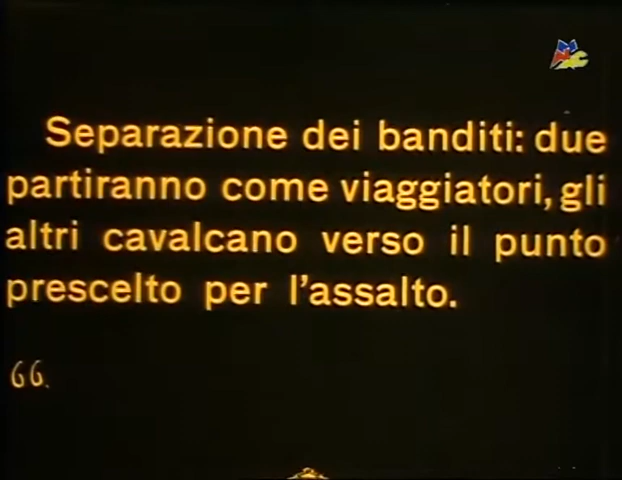 Separazione dei banditi: due
partiranno come viaggiatori, gli
altri cavalcano verso il punto
prescelto per l'assalto.
66.